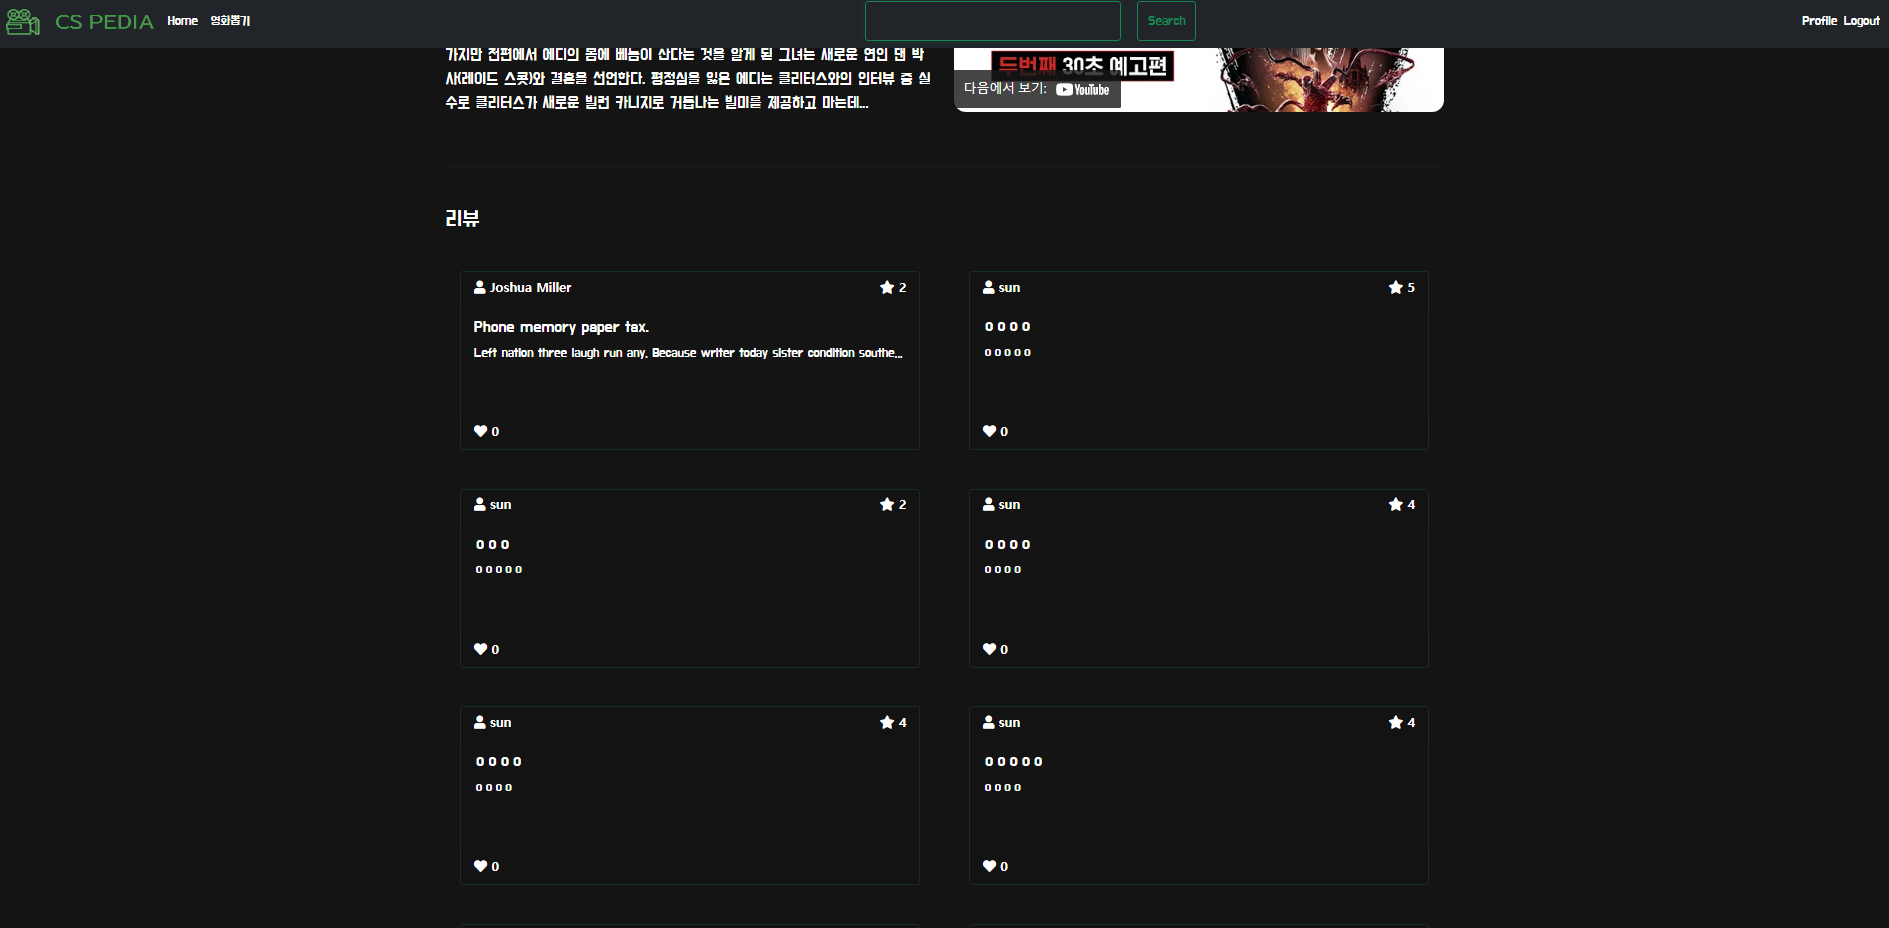 CS PEDIA Home 영화뽑기 Search Profile Logout
가지만 전편에서 에디의 몸에 베놈이 산다는 것을 알게 된 그녀는 새로운 연인 댄 박
사(레이드 스콧)와 결혼을 선언한다. 평정심을 잃은 에디는 클리터스와의 인터뷰 중 실
수로 클리터스가 새로운 빌런 카니지로 거듭나는 빌미를 제공하고 마는데...
두번째 30초 예고편
다음에서 보기: YouTube
리뷰
Joshua Miller 2
Phone memory paper tax.
Left nation three laugh run any. Because writer today sister condition southe...
0
sun 5
ㅇㅇㅇㅇ
ㅇㅇㅇㅇㅇ
0
sun 2
ㅇㅇㅇ
ㅇㅇㅇㅇㅇ
0
sun 4
ㅇㅇㅇㅇ
ㅇㅇㅇㅇ
0
sun 4
ㅇㅇㅇㅇ
ㅇㅇㅇㅇ
0
sun 4
ㅇㅇㅇㅇㅇ
ㅇㅇㅇㅇ
0